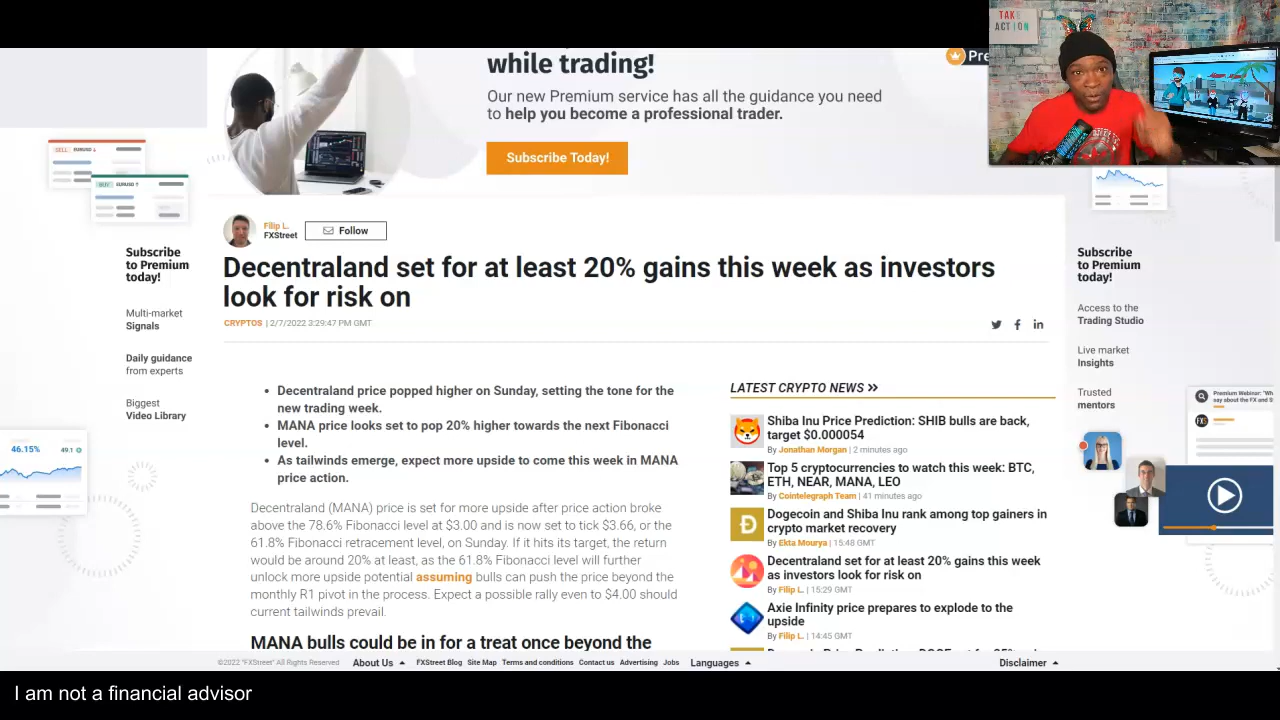 TAK
ACTION
while trading!
Our new Premium service has all the guidance you need
to help you become a professional trader.
Subscribe Today!
Pre
SELL EURUSD
BUY EURUSD
Filip L.
FXStreet
Follow
Decentraland set for at least 20% gains this week as investors
look for risk on
CRYPTOS | 2/7/2022 3:29:47 PM GMT
Subscribe
to Premium
today!
Multi-market
Signals
Daily guidance
from experts
Biggest
Video Library
46.15%
49.1
Decentraland price popped higher on Sunday, setting the tone for the
new trading week.
MANA price looks set to pop 20% higher towards the next Fibonacci
level.
As tailwinds emerge, expect more upside to come this week in MANA
price action.
Decentraland (MANA) price is set for more upside after price action broke
above the 78.6% Fibonacci level at $3.00 and is now set to tick $3.66, or the
61.8% Fibonacci retracement level, on Sunday. If it hits its target, the return
would be around 20% at least, as the 61.8% Fibonacci level will further
unlock more upside potential assuming bulls can push the price beyond the
monthly R1 pivot in the process. Expect a possible rally even to $4.00 should
current tailwinds prevail.
MANA bulls could be in for a treat once beyond the
LATEST CRYPTO NEWS >>
Shiba Inu Price Prediction: SHIB bulls are back,
target $0.000054
By Jonathan Morgan | 2 minutes ago
Top 5 cryptocurrencies to watch this week: BTC,
ETH, NEAR, MANA, LEO
By Cointelegraph Team | 41 minutes ago
Dogecoin and Shiba Inu rank among top gainers in
crypto market recovery
By Ekta Mourya | 15:48 GMT
Decentraland set for at least 20% gains this week
as investors look for risk on
By Filip L. | 15:29 GMT
Axie Infinity price prepares to explode to the
upside
By Filip L. | 14:45 GMT
Subscribe
to Premium
today!
Access to the
Trading Studio
Live market
Insights
Trusted
mentors
Premium Webinar: "Wh
say about the FX and S
©2022 "FXStreet" All Rights Reserved
About Us
FXStreet Blog Site Map Terms and conditions Contact us Advertising Jobs
Languages
Disclaimer
I am not a financial advisor